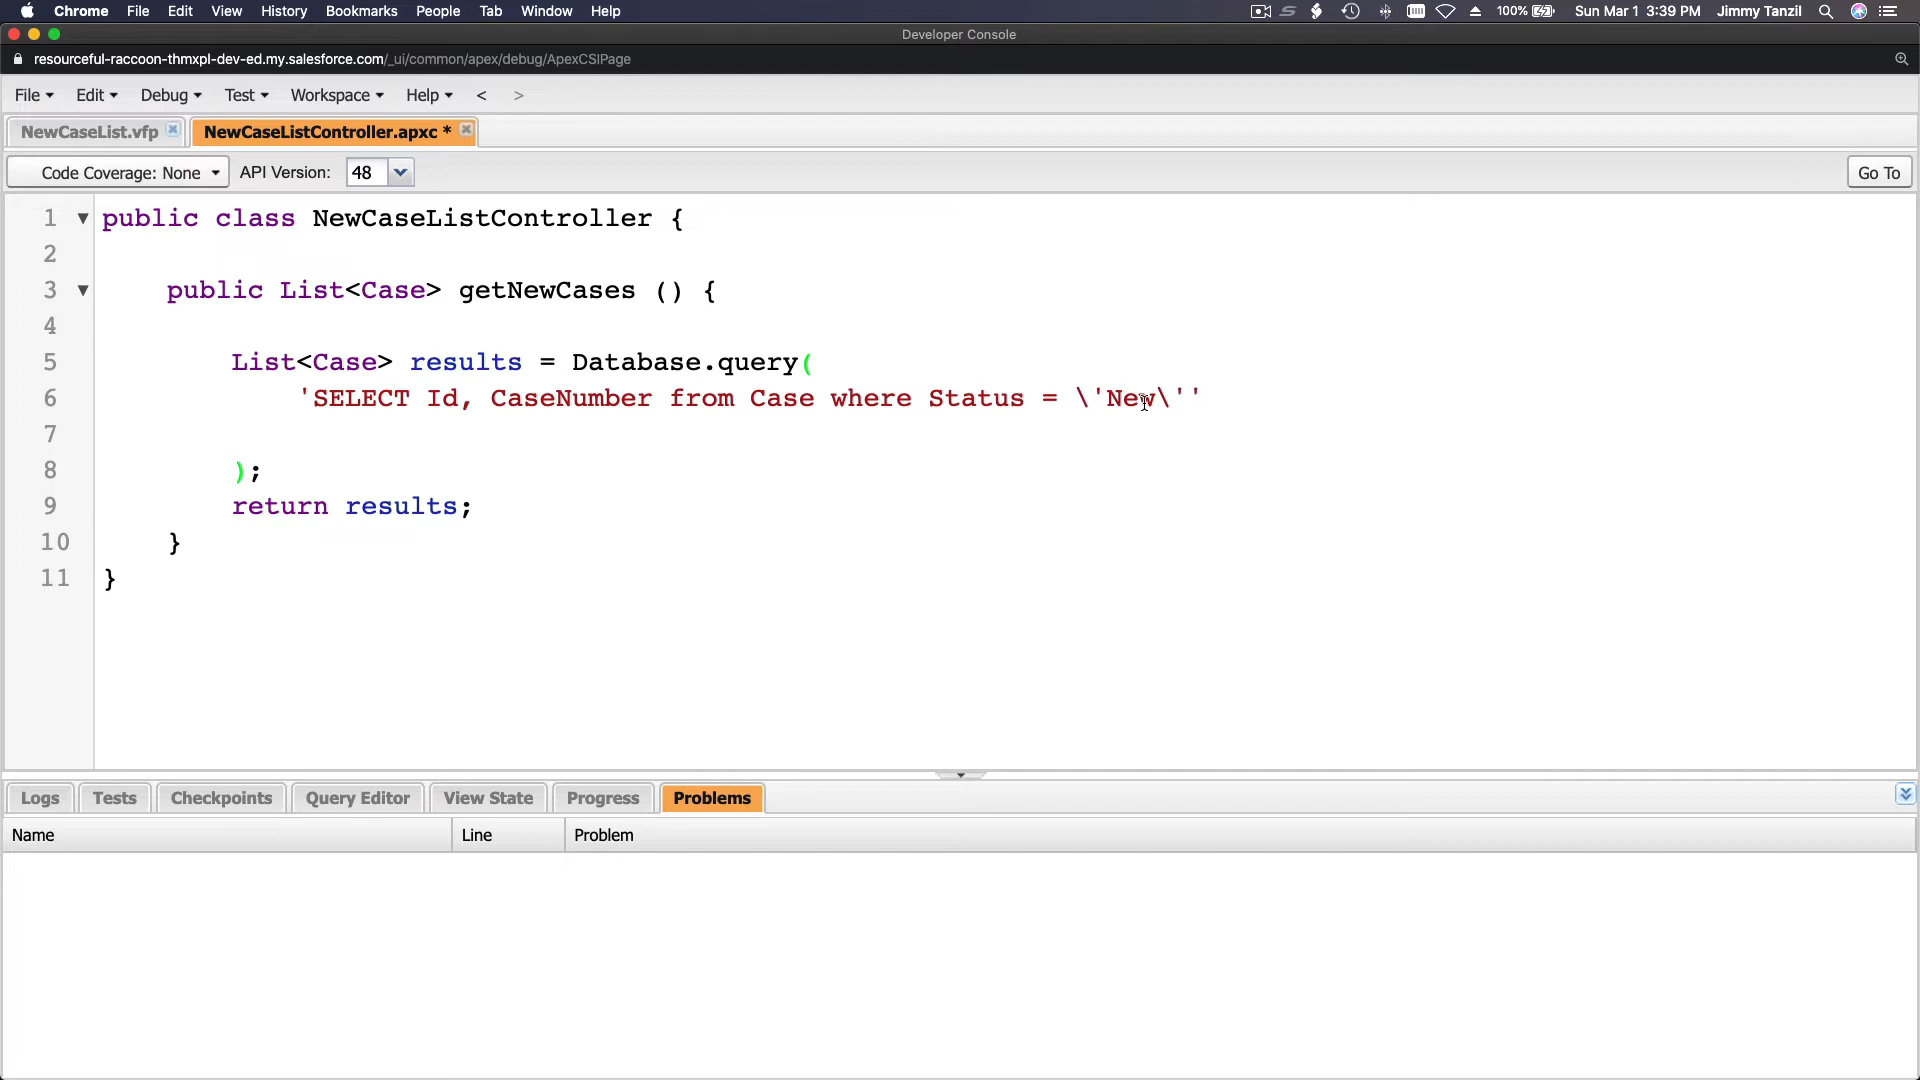 Chrome File Edit View History Bookmarks People Tab Window Help 100% Sun Mar 1 3:39 PM Jimmy Tanzil
Developer Console
resourceful-raccoon-thmxpl-dev-ed.my.salesforce.com/_ui/common/apex/debug/ApexCSIPage
File Edit Debug Test Workspace Help < >
NewCaseList.vfp NewCaseListController.apxc *
Code Coverage: None API Version: 48 Go To
1 public class NewCaseListController {
2
3 public List<Case> getNewCases () {
4
5 List<Case> results = Database.query(
6 'SELECT Id, CaseNumber from Case where Status = \'New\''
7
8 );
9 return results;
10 }
11 }
Logs Tests Checkpoints Query Editor View State Progress Problems
Name Line Problem